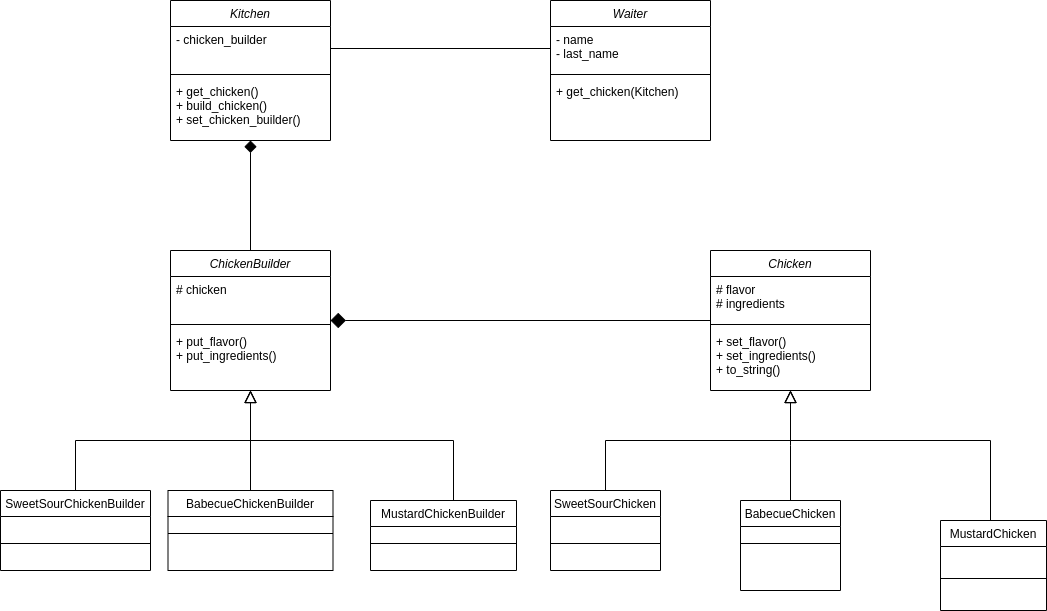 Kitchen
- chicken_builder
+ get_chicken()
+ build_chicken()
+ set_chicken_builder()
Waiter
- name
- last_name
+ get_chicken(Kitchen)
ChickenBuilder
# chicken
+ put_flavor()
+ put_ingredients()
Chicken
# flavor
# ingredients
+ set_flavor()
+ set_ingredients()
+ to_string()
SweetSourChickenBuilder
BabecueChickenBuilder
MustardChickenBuilder
SweetSourChicken
BabecueChicken
MustardChicken